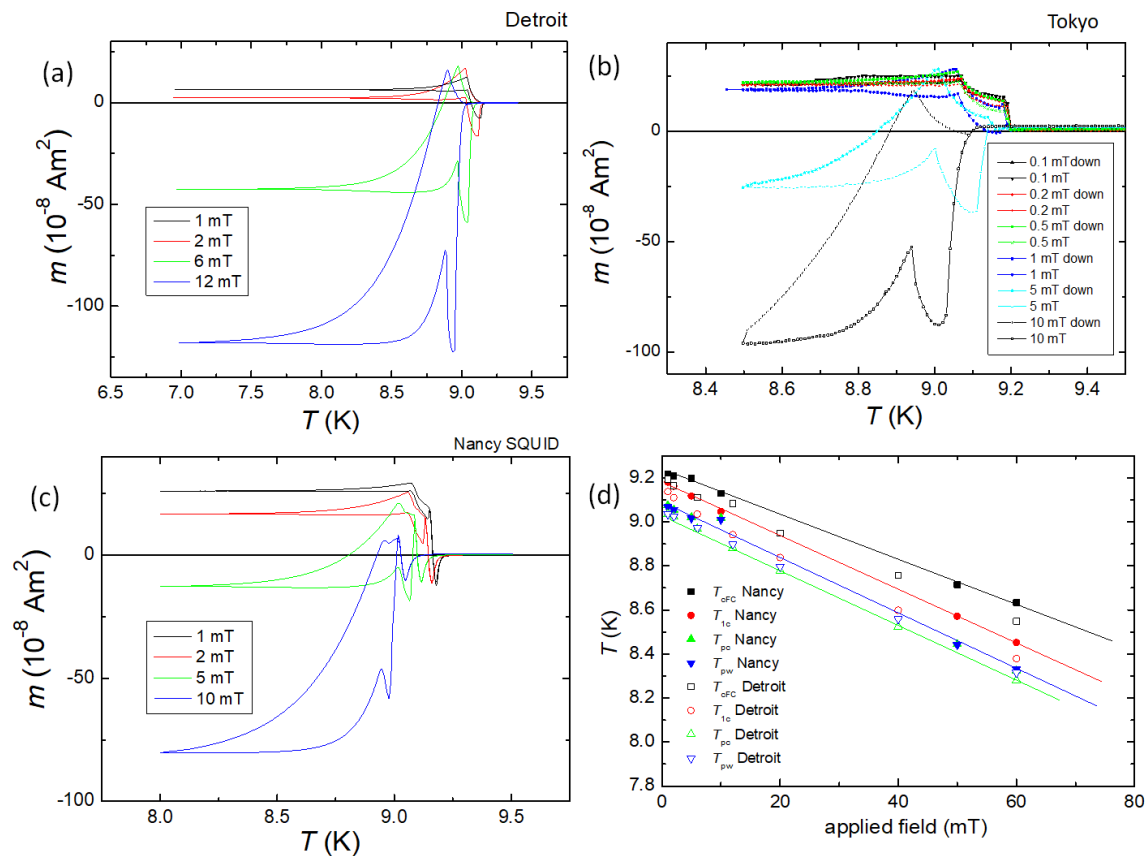 Detroit
(a)
0
-50
-100
m (10⁻⁸ Am²)
1 mT
2 mT
6 mT
12 mT
6.5 7.0 7.5 8.0 8.5 9.0 9.5
T (K)
Tokyo
(b)
0
-50
-100
m (10⁻⁸ Am²)
0.1 mT down
0.1 mT
0.2 mT down
0.2 mT
0.5 mT down
0.5 mT
1 mT down
1 mT
5 mT down
5 mT
10 mT down
10 mT
8.4 8.6 8.8 9.0 9.2 9.4
T (K)
Nancy SQUID
(c)
0
-50
-100
m (10⁻⁸ Am²)
1 mT
2 mT
5 mT
10 mT
8.0 8.5 9.0 9.5
T (K)
(d)
9.2
9.0
8.8
8.6
8.4
8.2
8.0
7.8
T (K)
TcFC Nancy
T1c Nancy
Tpc Nancy
Tpw Nancy
TcFC Detroit
T1c Detroit
Tpc Detroit
Tpw Detroit
0 20 40 60 80
applied field (mT)